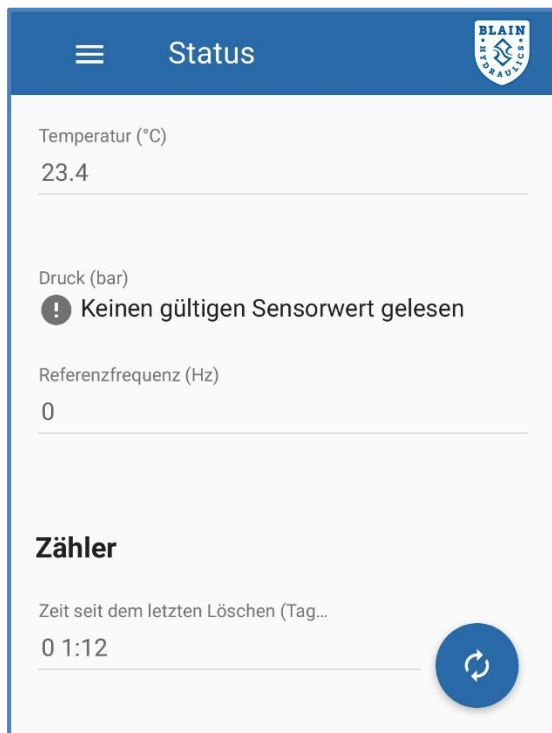 Status
BLAIN
HYDRAULICS
Temperatur (°C)
23.4
Druck (bar)
! Keinen gültigen Sensorwert gelesen
Referenzfrequenz (Hz)
0
Zähler
Zeit seit dem letzten Löschen (Tag...
0 1:12